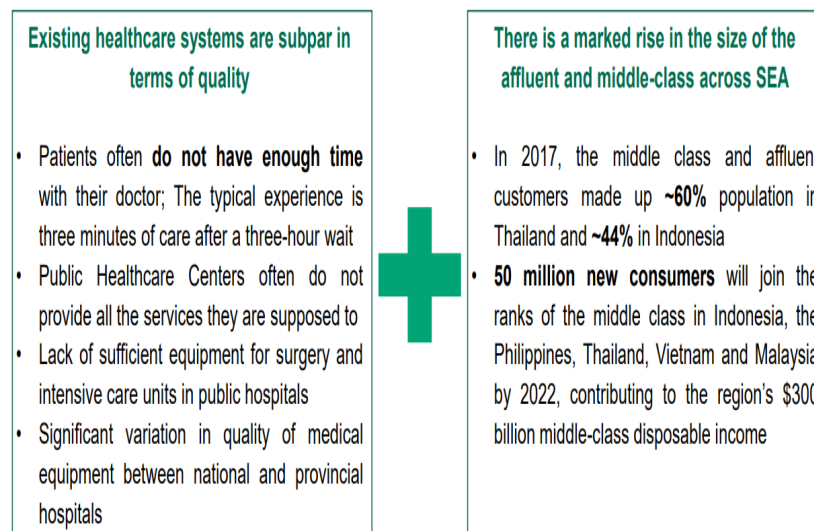 Existing healthcare systems are subpar in
terms of quality
• Patients often do not have enough time
with their doctor; The typical experience is
three minutes of care after a three-hour wait
• Public Healthcare Centers often do not
provide all the services they are supposed to
• Lack of sufficient equipment for surgery and
intensive care units in public hospitals
• Significant variation in quality of medical
equipment between national and provincial
hospitals
There is a marked rise in the size of the
affluent and middle-class across SEA
• In 2017, the middle class and affluent
customers made up ~60% population in
Thailand and ~44% in Indonesia
• 50 million new consumers will join the
ranks of the middle class in Indonesia, the
Philippines, Thailand, Vietnam and Malaysia
by 2022, contributing to the region's $300
billion middle-class disposable income